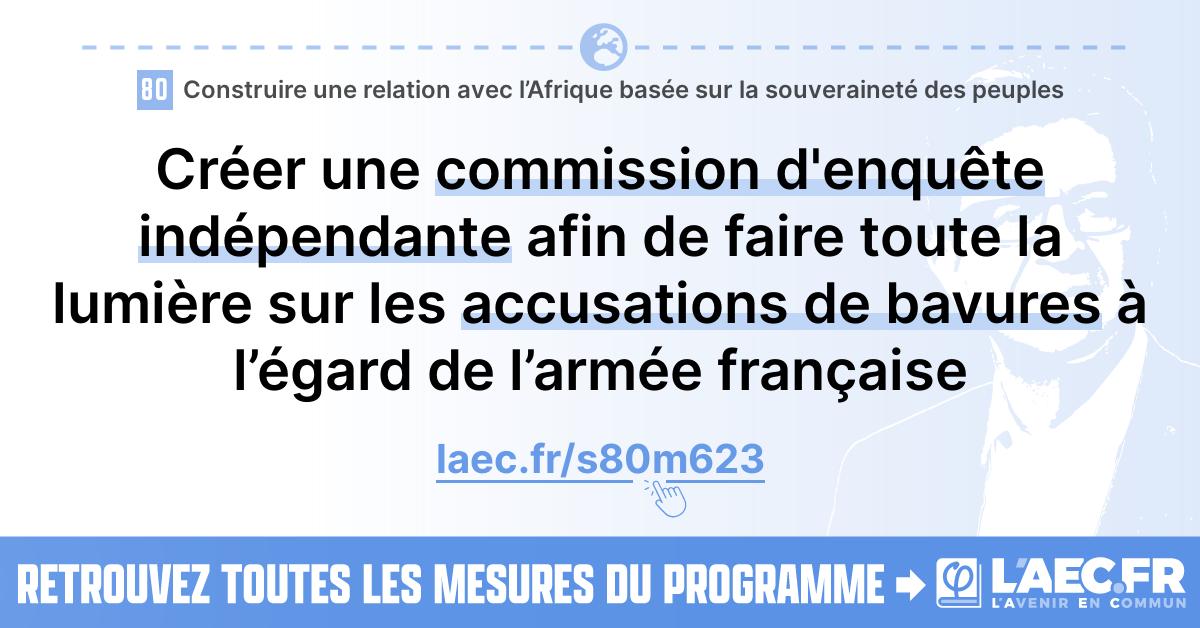 80 Construire une relation avec l’Afrique basée sur la souveraineté des peuples
Créer une commission d'enquête
indépendante afin de faire toute la
lumière sur les accusations de bavures à
l’égard de l’armée française
laec.fr/s80m623
RETROUVEZ TOUTES LES MESURES DU PROGRAMME
φ L'AEC.FR
L'AVENIR EN COMMUN